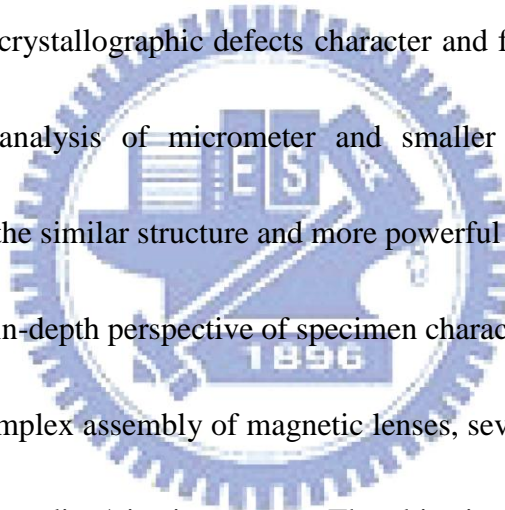 crystallographic defects character and f
analysis of micrometer and smaller
the similar structure and more powerful
in-depth perspective of specimen charac
E S A
1896
mplex assembly of magnetic lenses, sev